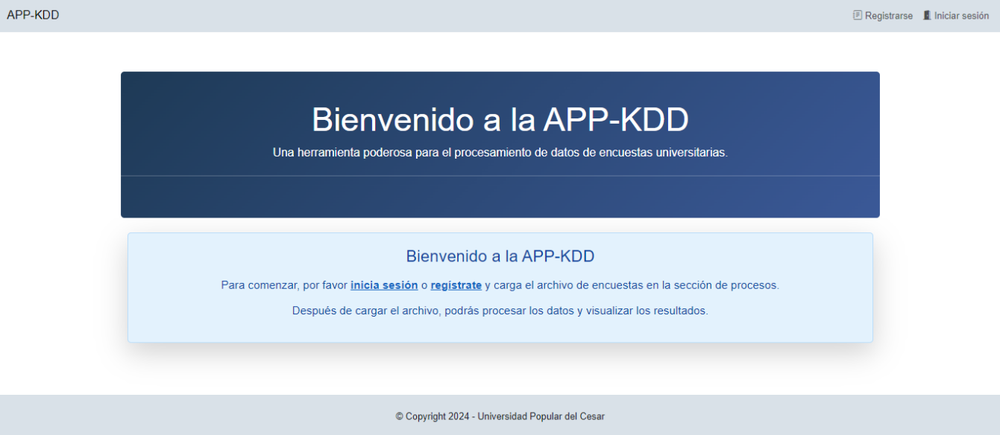 APP-KDD
Registrarse Iniciar sesión
Bienvenido a la APP-KDD
Una herramienta poderosa para el procesamiento de datos de encuestas universitarias.
Bienvenido a la APP-KDD
Para comenzar, por favor inicia sesión o regístrate y carga el archivo de encuestas en la sección de procesos.
Después de cargar el archivo, podrás procesar los datos y visualizar los resultados.
© Copyright 2024 - Universidad Popular del Cesar